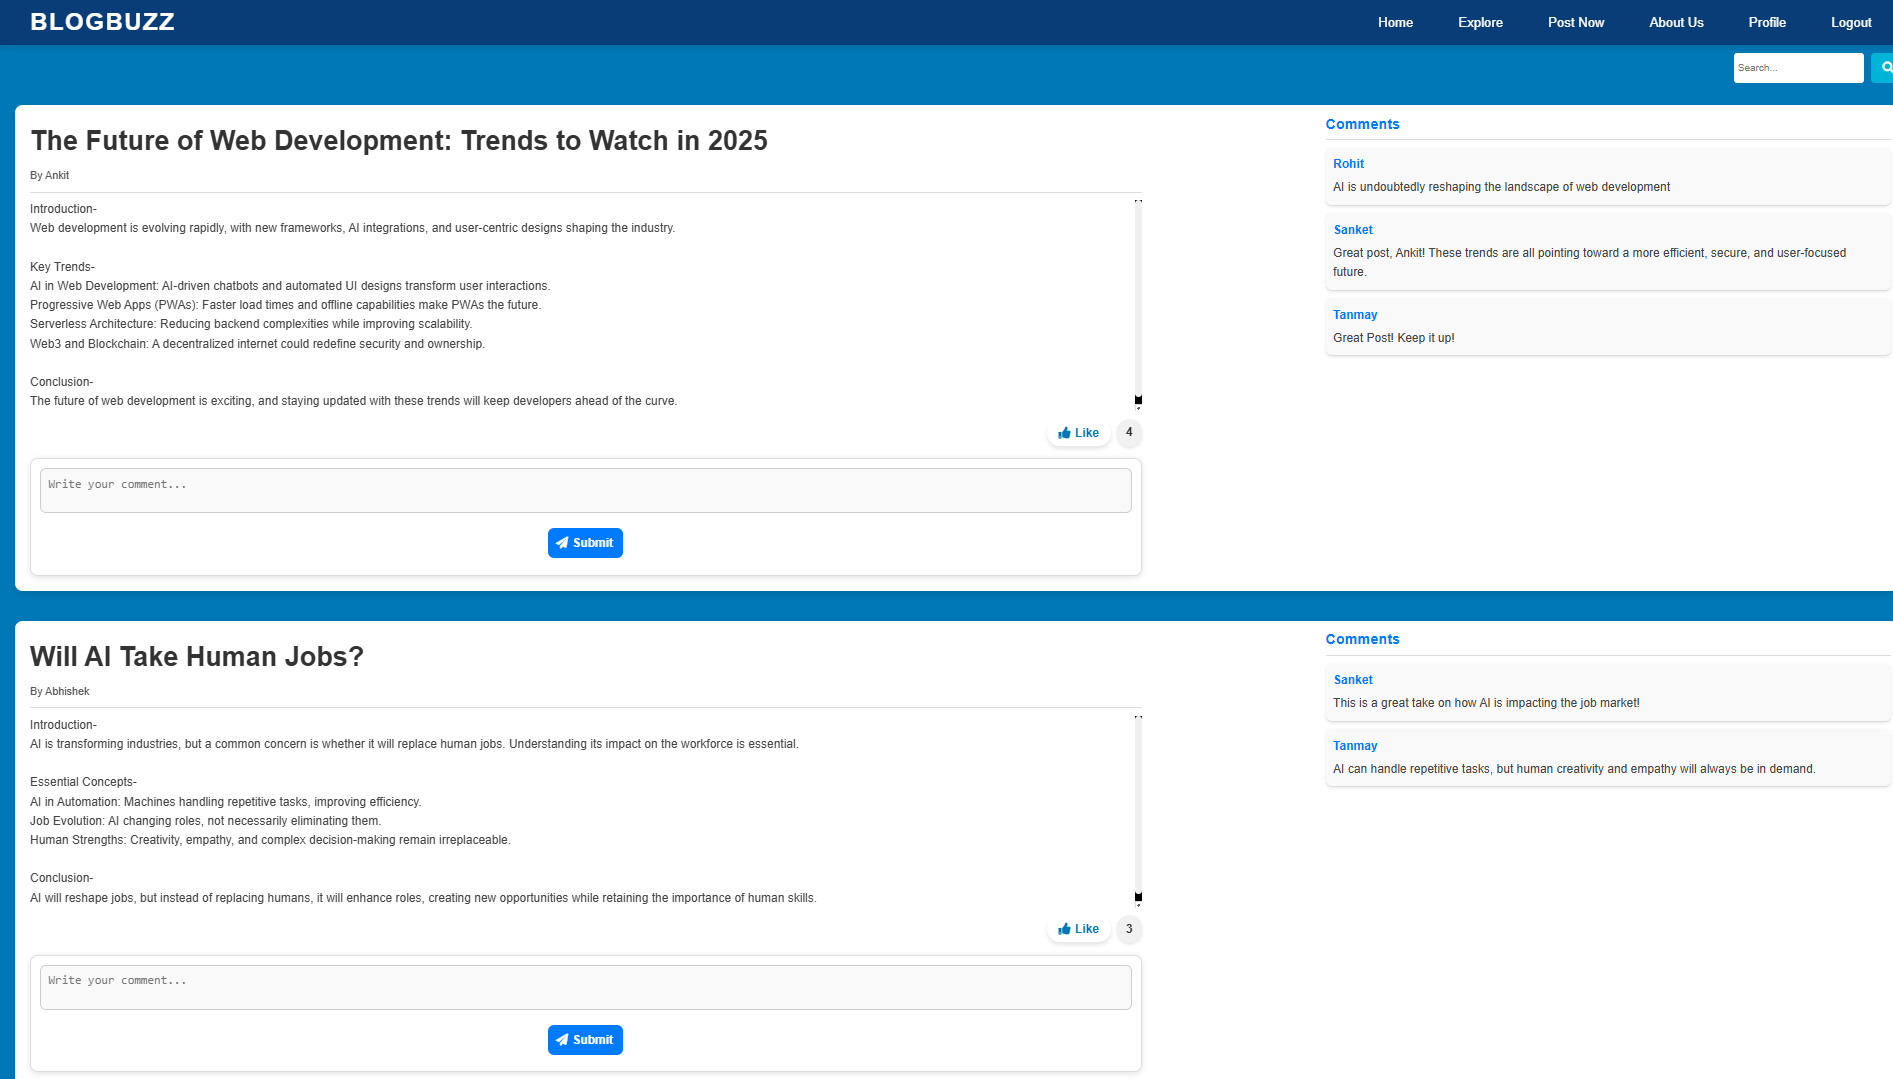 BLOGBUZZ
Home
Explore
Post Now
About Us
Profile
Logout
Search...
The Future of Web Development: Trends to Watch in 2025
By Ankit
Introduction-
Web development is evolving rapidly, with new frameworks, AI integrations, and user-centric designs shaping the industry.
Key Trends-
AI in Web Development: AI-driven chatbots and automated UI designs transform user interactions.
Progressive Web Apps (PWAs): Faster load times and offline capabilities make PWAs the future.
Serverless Architecture: Reducing backend complexities while improving scalability.
Web3 and Blockchain: A decentralized internet could redefine security and ownership.
Conclusion-
The future of web development is exciting, and staying updated with these trends will keep developers ahead of the curve.
Like
4
Write your comment...
Submit
Comments
Rohit
AI is undoubtedly reshaping the landscape of web development
Sanket
Great post, Ankit! These trends are all pointing toward a more efficient, secure, and user-focused
future.
Tanmay
Great Post! Keep it up!
Will AI Take Human Jobs?
By Abhishek
Introduction-
AI is transforming industries, but a common concern is whether it will replace human jobs. Understanding its impact on the workforce is essential.
Essential Concepts-
AI in Automation: Machines handling repetitive tasks, improving efficiency.
Job Evolution: AI changing roles, not necessarily eliminating them.
Human Strengths: Creativity, empathy, and complex decision-making remain irreplaceable.
Conclusion-
AI will reshape jobs, but instead of replacing humans, it will enhance roles, creating new opportunities while retaining the importance of human skills.
Like
3
Write your comment...
Submit
Comments
Sanket
This is a great take on how AI is impacting the job market!
Tanmay
AI can handle repetitive tasks, but human creativity and empathy will always be in demand.